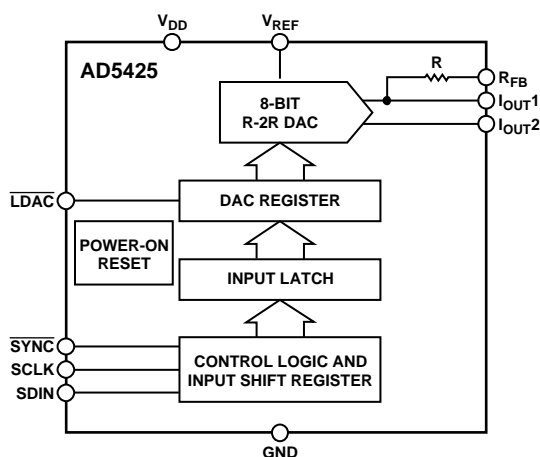 VDD
VREF
AD5425
R
RFB
8-BIT
R-2R DAC
IOUT1
IOUT2
LDAC
DAC REGISTER
POWER-ON
RESET
INPUT LATCH
SYNC
SCLK
SDIN
CONTROL LOGIC AND
INPUT SHIFT REGISTER
GND